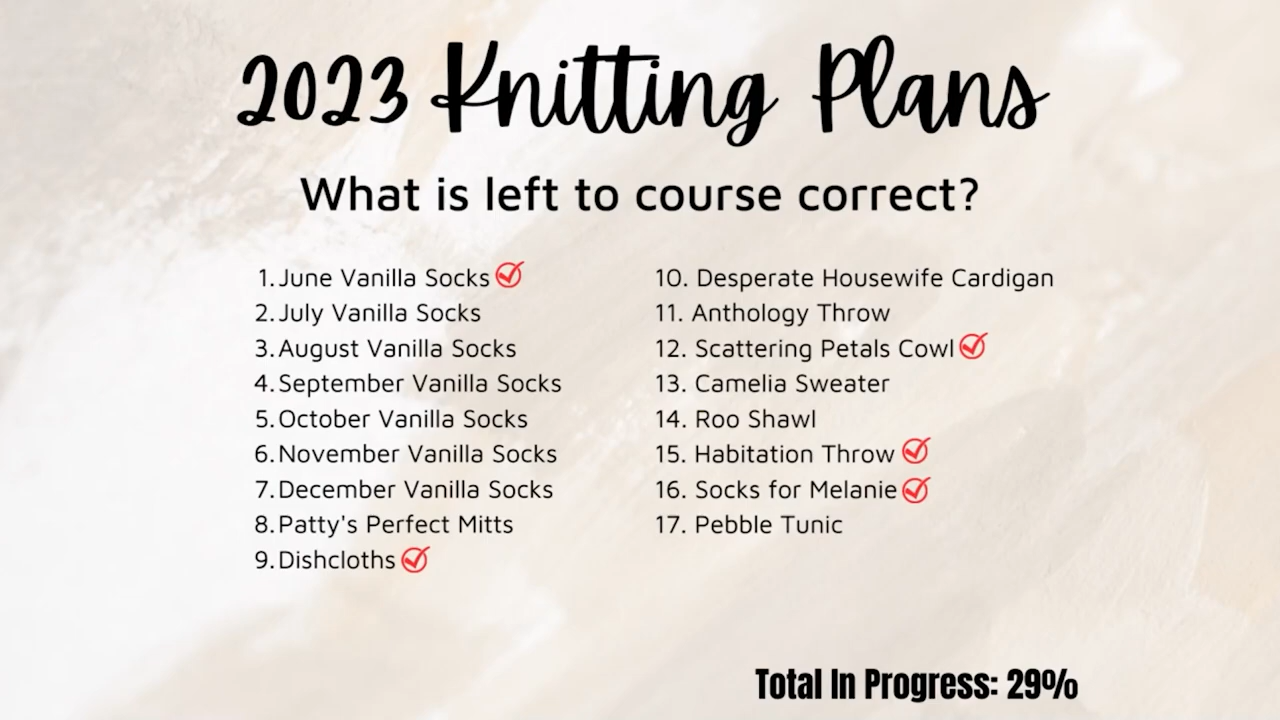 2023 Knitting Plans
What is left to course correct?
1. June Vanilla Socks
2. July Vanilla Socks
3. August Vanilla Socks
4. September Vanilla Socks
5. October Vanilla Socks
6. November Vanilla Socks
7. December Vanilla Socks
8. Patty's Perfect Mitts
9. Dishcloths
10. Desperate Housewife Cardigan
11. Anthology Throw
12. Scattering Petals Cowl
13. Camelia Sweater
14. Roo Shawl
15. Habitation Throw
16. Socks for Melanie
17. Pebble Tunic
Total In Progress: 29%